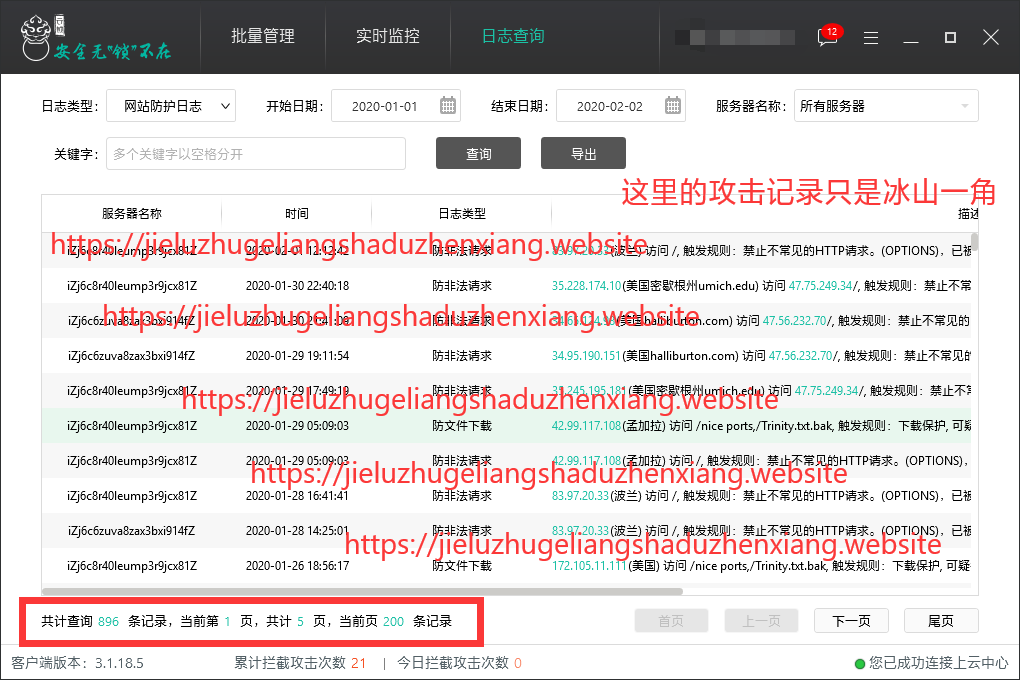 安全无“锁”不在
批量管理 实时监控 日志查询 12
日志类型: 网站防护日志 开始日期: 2020-01-01 结束日期: 2020-02-02 服务器名称: 所有服务器
关键字: 多个关键字以空格分开 查询 导出
这里的攻击记录只是冰山一角
服务器名称 时间 日志类型 描述
https://jieluzhugeliangshaduzhenxiang.website
iZj6c8r40leump3r9jcx81Z 2020-02-01 12:12:42 防非法请求 83.97.20.33(波兰) 访问 /, 触发规则：禁止不常见的HTTP请求。(OPTIONS)，已被
iZj6c8r40leump3r9jcx81Z 2020-01-30 22:40:18 防非法请求 35.228.174.10(美国密歇根州umich.edu) 访问 47.75.249.34/, 触发规则：禁止不常
https://jieluzhugeliangshaduzhenxiang.website
iZj6c6zuva8zax3bxi914fZ 防非法请求 (美国halliburton.com) 访问 47.56.232.70/, 触发规则：禁止不常见的
iZj6c6zuva8zax3bxi914fZ 2020-01-29 19:11:54 防非法请求 34.95.190.151(美国halliburton.com) 访问 47.56.232.70/, 触发规则：禁止不常见的
iZj6c8r40leump3r9jcx81Z 2020-01-29 17:49:19 防非法请求 35.245.195.181(美国密歇根州umich.edu) 访问 47.75.249.34/, 触发规则：禁止不常
https://jieluzhugeliangshaduzhenxiang.website
iZj6c8r40leump3r9jcx81Z 2020-01-29 05:09:03 防文件下载 42.99.117.108(孟加拉) 访问 /nice ports,/Trinity.txt.bak, 触发规则：下载保护, 可疑
iZj6c8r40leump3r9jcx81Z 2020-01-29 05:09:03 防非法请求 42.99.117.108(孟加拉) 访问 /, 触发规则：禁止不常见的HTTP请求。(OPTIONS)，
https://jieluzhugeliangshaduzhenxiang.website
iZj6c8r40leump3r9jcx81Z 2020-01-28 16:41:41 防非法请求 83.97.20.33(波兰) 访问 /, 触发规则：禁止不常见的HTTP请求。(OPTIONS)，已被
iZj6c6zuva8zax3bxi914fZ 2020-01-28 14:25:01 防非法请求 83.97.20.33(波兰) 访问 /, 触发规则：禁止不常见的HTTP请求。(OPTIONS)，已被
https://jieluzhugeliangshaduzhenxiang.website
iZj6c8r40leump3r9jcx81Z 2020-01-26 18:56:17 防文件下载 172.105.11.111(美国) 访问 /nice ports,/Trinity.txt.bak, 触发规则：下载保护, 可疑
共计查询 896 条记录，当前第 1 页，共计 5 页，当前页 200 条记录 首页 上一页 下一页 尾页
客户端版本：3.1.18.5 累计拦截攻击次数 21 | 今日拦截攻击次数 0 您已成功连接上云中心